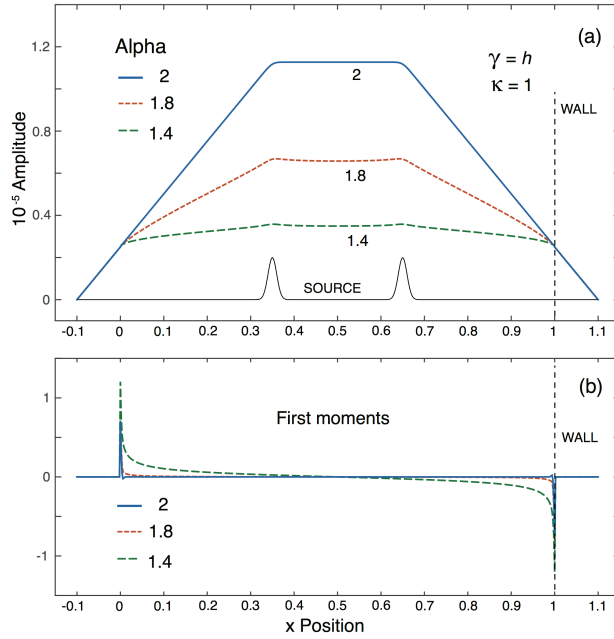 (a)
Alpha
2
1.8
1.4
γ = h
κ = 1
WALL
2
1.8
1.4
SOURCE
10⁻⁵ Amplitude
1.2
0.8
0.4
0
-0.1 0 0.1 0.2 0.3 0.4 0.5 0.6 0.7 0.8 0.9 1 1.1
(b)
First moments
WALL
2
1.8
1.4
1
0
-1
-0.1 0 0.1 0.2 0.3 0.4 0.5 0.6 0.7 0.8 0.9 1 1.1
x Position